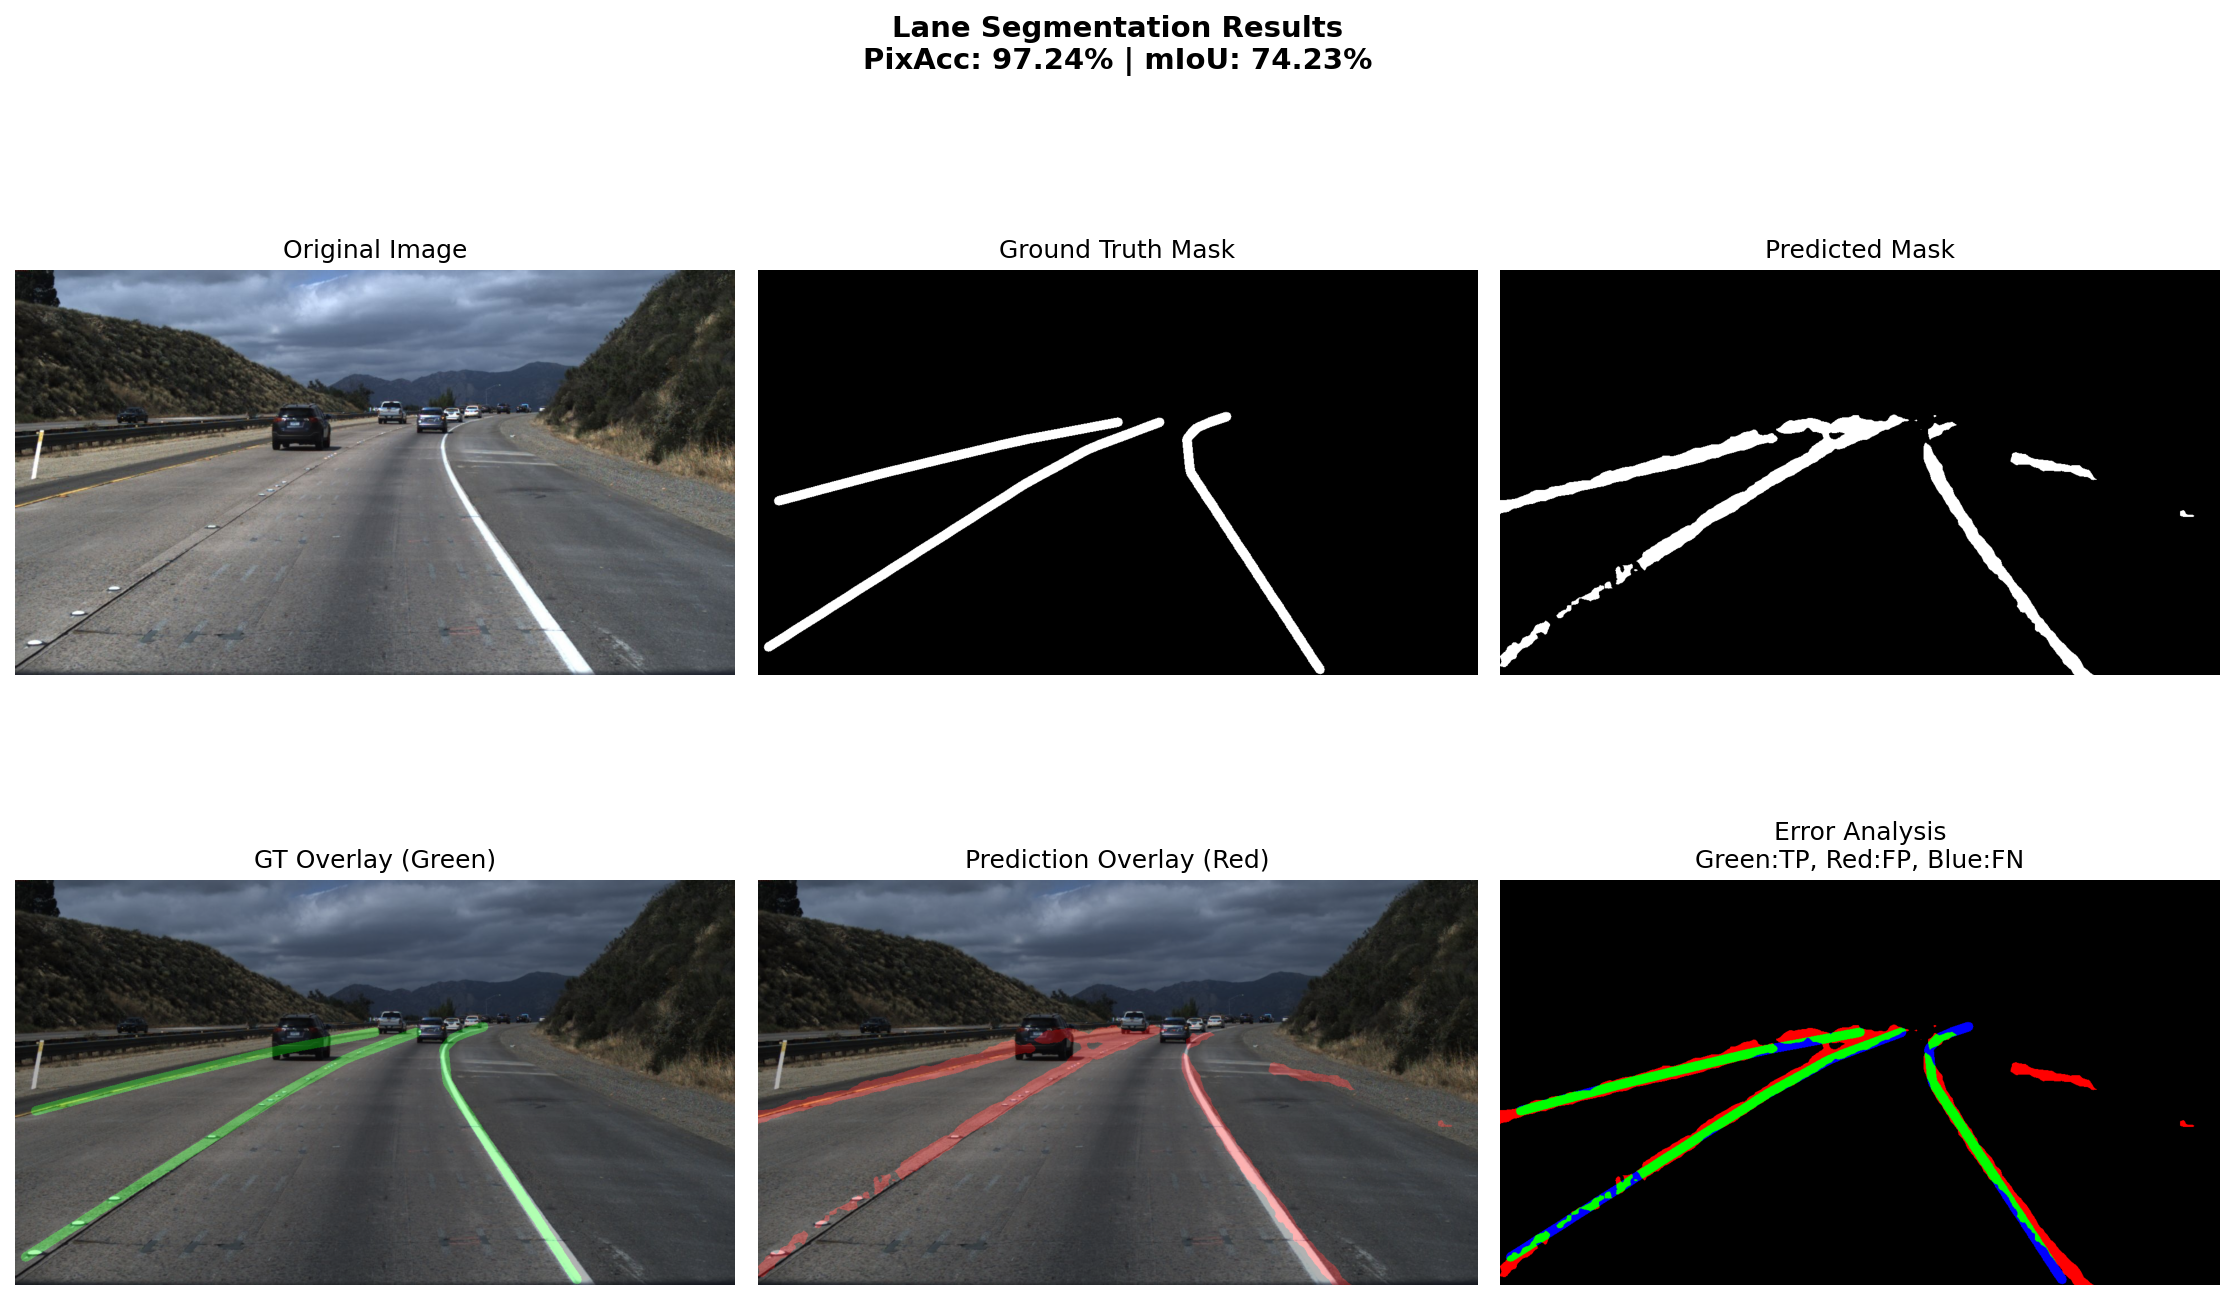 Lane Segmentation Results
PixAcc: 97.24% | mIoU: 74.23%
Original Image
Ground Truth Mask
Predicted Mask
GT Overlay (Green)
Prediction Overlay (Red)
Error Analysis
Green:TP, Red:FP, Blue:FN